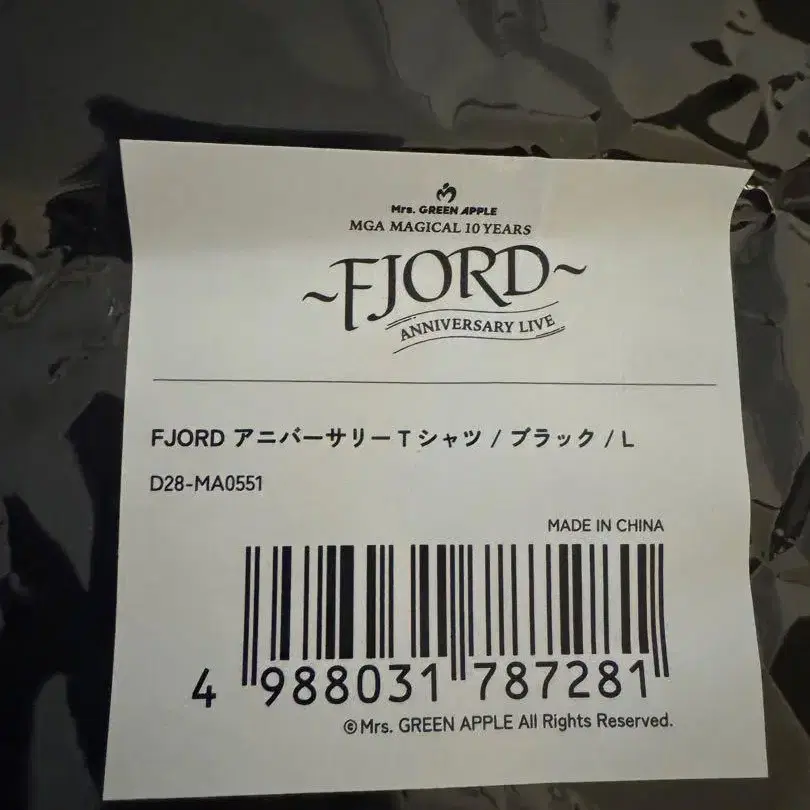 Mrs. GREEN APPLE
MGA MAGICAL 10 YEARS
~FJORD~
ANNIVERSARY LIVE
FJORD アニバーサリーTシャツ / ブラック / L
D28-MA0551
MADE IN CHINA
4 988031 787281
©Mrs. GREEN APPLE All Rights Reserved.